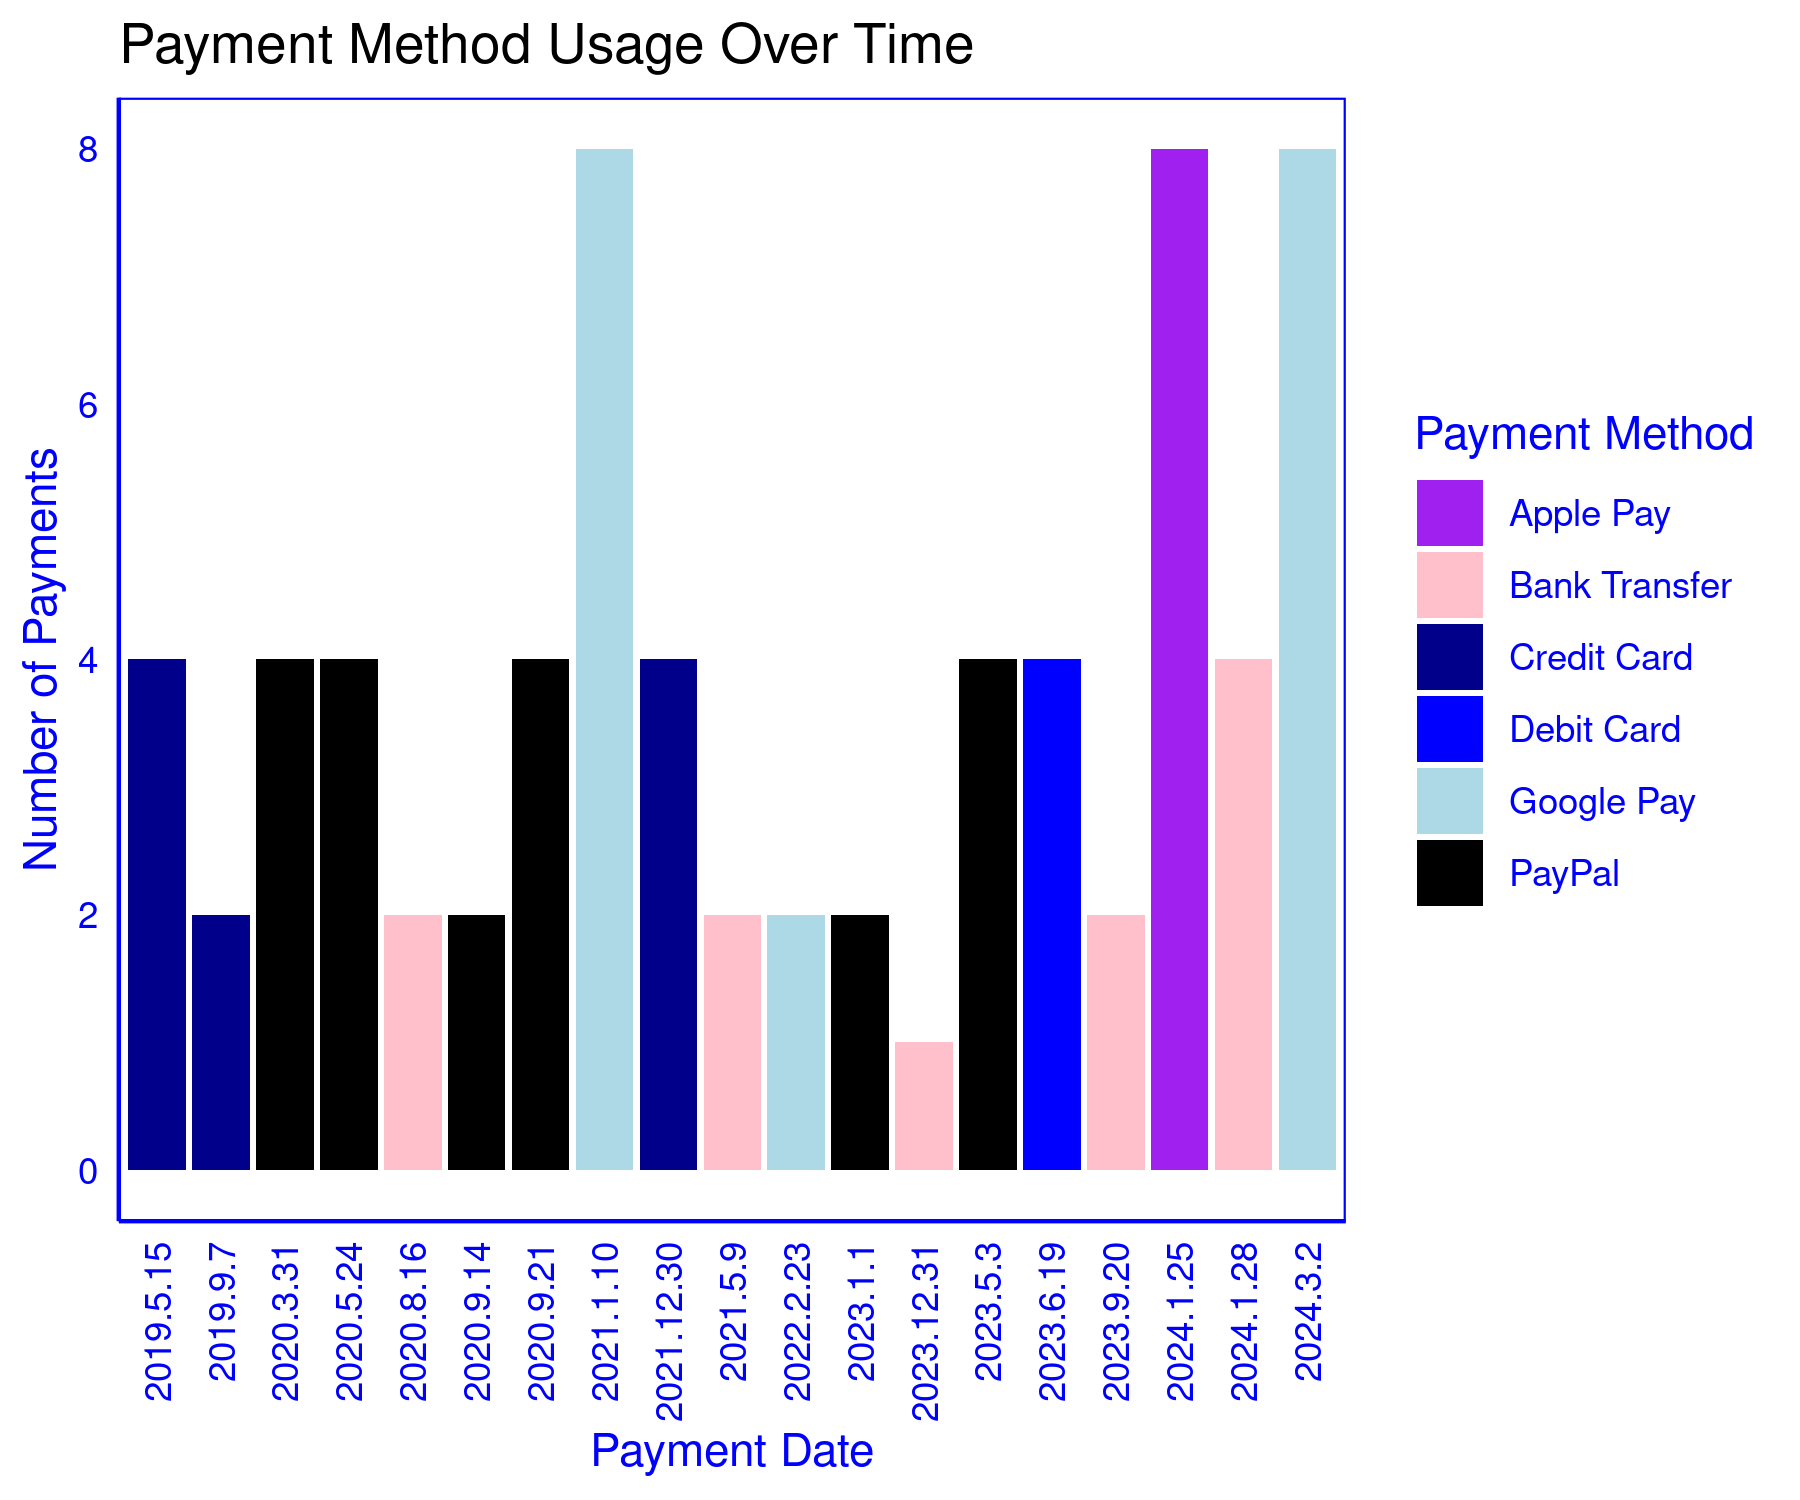 Payment Method Usage Over Time
Number of Payments
8
6
4
2
0
2019.5.15
2019.9.7
2020.3.31
2020.5.24
2020.8.16
2020.9.14
2020.9.21
2021.1.10
2021.12.30
2021.5.9
2022.2.23
2023.1.1
2023.12.31
2023.5.3
2023.6.19
2023.9.20
2024.1.25
2024.1.28
2024.3.2
Payment Date
Payment Method
Apple Pay
Bank Transfer
Credit Card
Debit Card
Google Pay
PayPal